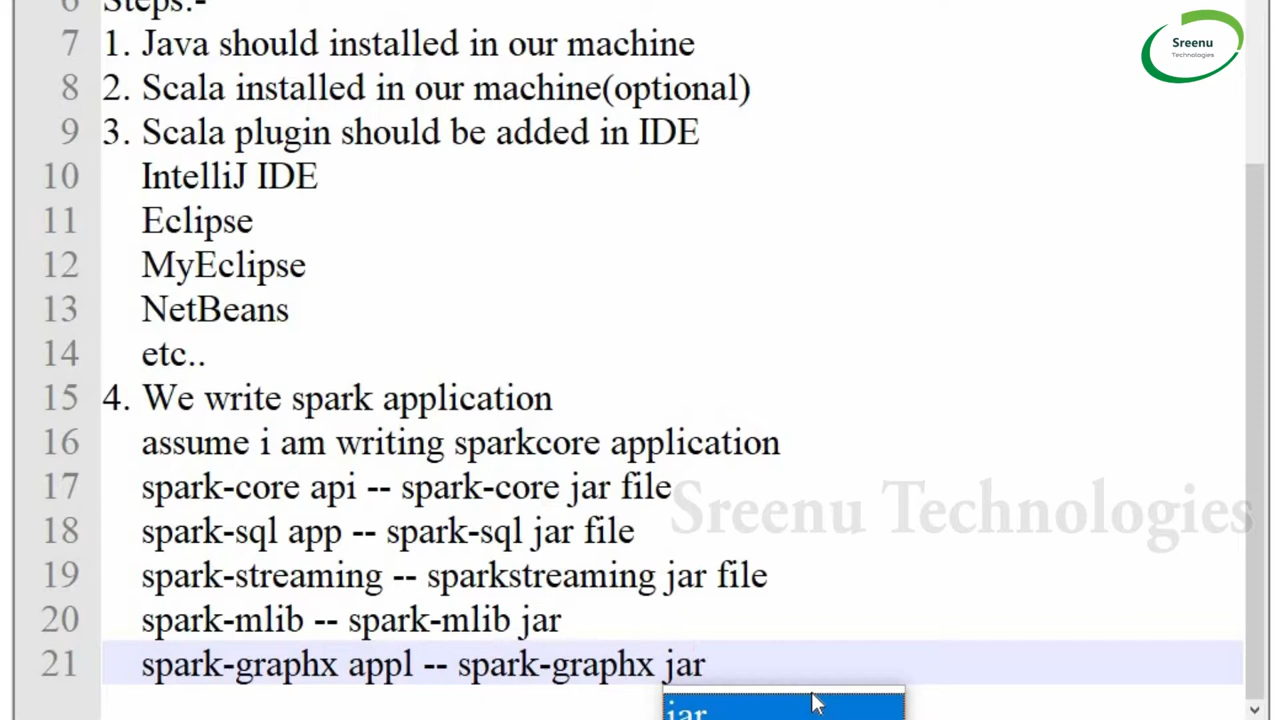 6 Steps:-
7 1. Java should installed in our machine
8 2. Scala installed in our machine(optional)
9 3. Scala plugin should be added in IDE
10 IntelliJ IDE
11 Eclipse
12 MyEclipse
13 NetBeans
14 etc..
15 4. We write spark application
16 assume i am writing sparkcore application
17 spark-core api -- spark-core jar file
18 spark-sql app -- spark-sql jar file
19 spark-streaming -- sparkstreaming jar file
20 spark-mlib -- spark-mlib jar
21 spark-graphx appl -- spark-graphx jar
jar
Sreenu
Technologies
Sreenu Technologies